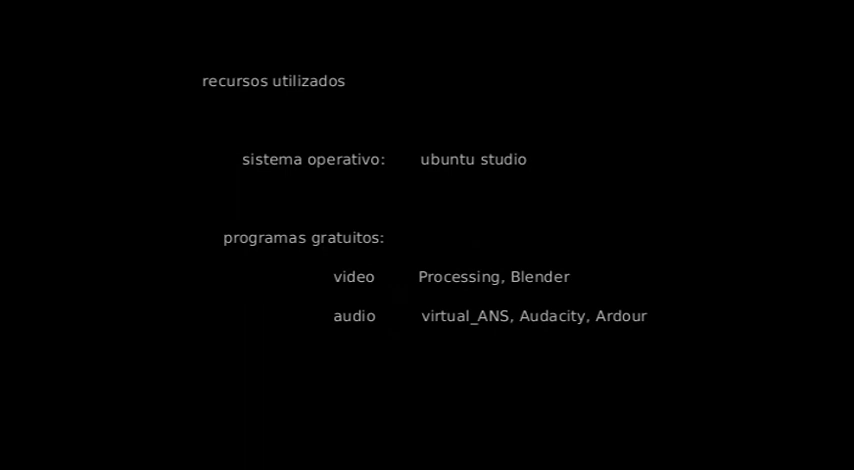 recursos utilizados
sistema operativo: ubuntu studio
programas gratuitos:
video Processing, Blender
audio virtual_ANS, Audacity, Ardour